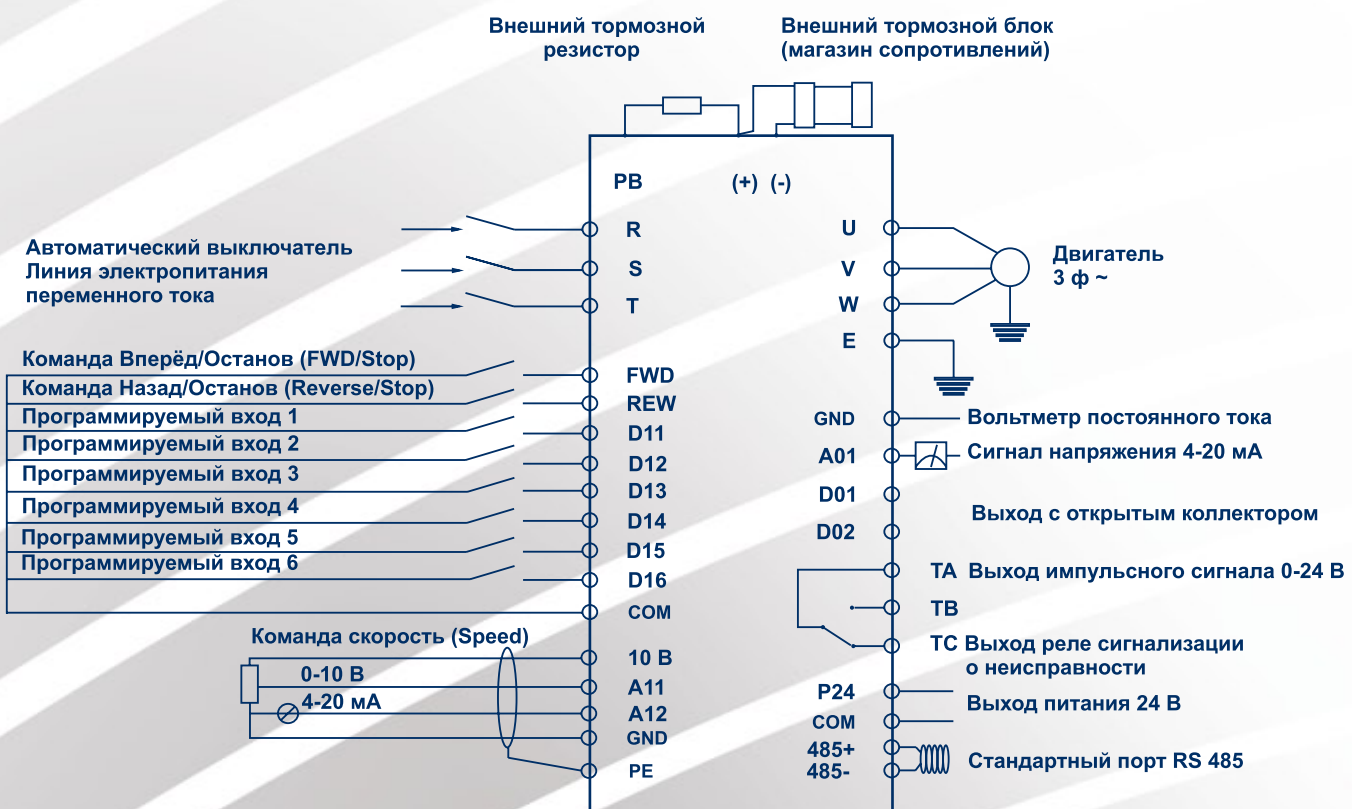 Внешний тормозной
резистор
Внешний тормозной блок
(магазин сопротивлений)
PB
(+) (-)
R
S
T
Автоматический выключатель
Линия электропитания
переменного тока
U
V
W
E
Двигатель
3 ф ~
Команда Вперёд/Останов (FWD/Stop)
Команда Назад/Останов (Reverse/Stop)
Программируемый вход 1
Программируемый вход 2
Программируемый вход 3
Программируемый вход 4
Программируемый вход 5
Программируемый вход 6
FWD
REW
D11
D12
D13
D14
D15
D16
COM
Команда скорость (Speed)
0-10 В
4-20 мА
10 В
A11
A12
GND
PE
GND
Вольтметр постоянного тока
A01
Сигнал напряжения 4-20 мА
D01
D02
Выход с открытым коллектором
TA Выход импульсного сигнала 0-24 В
TB
TC Выход реле сигнализации
о неисправности
P24
COM
Выход питания 24 В
485+
485-
Стандартный порт RS 485